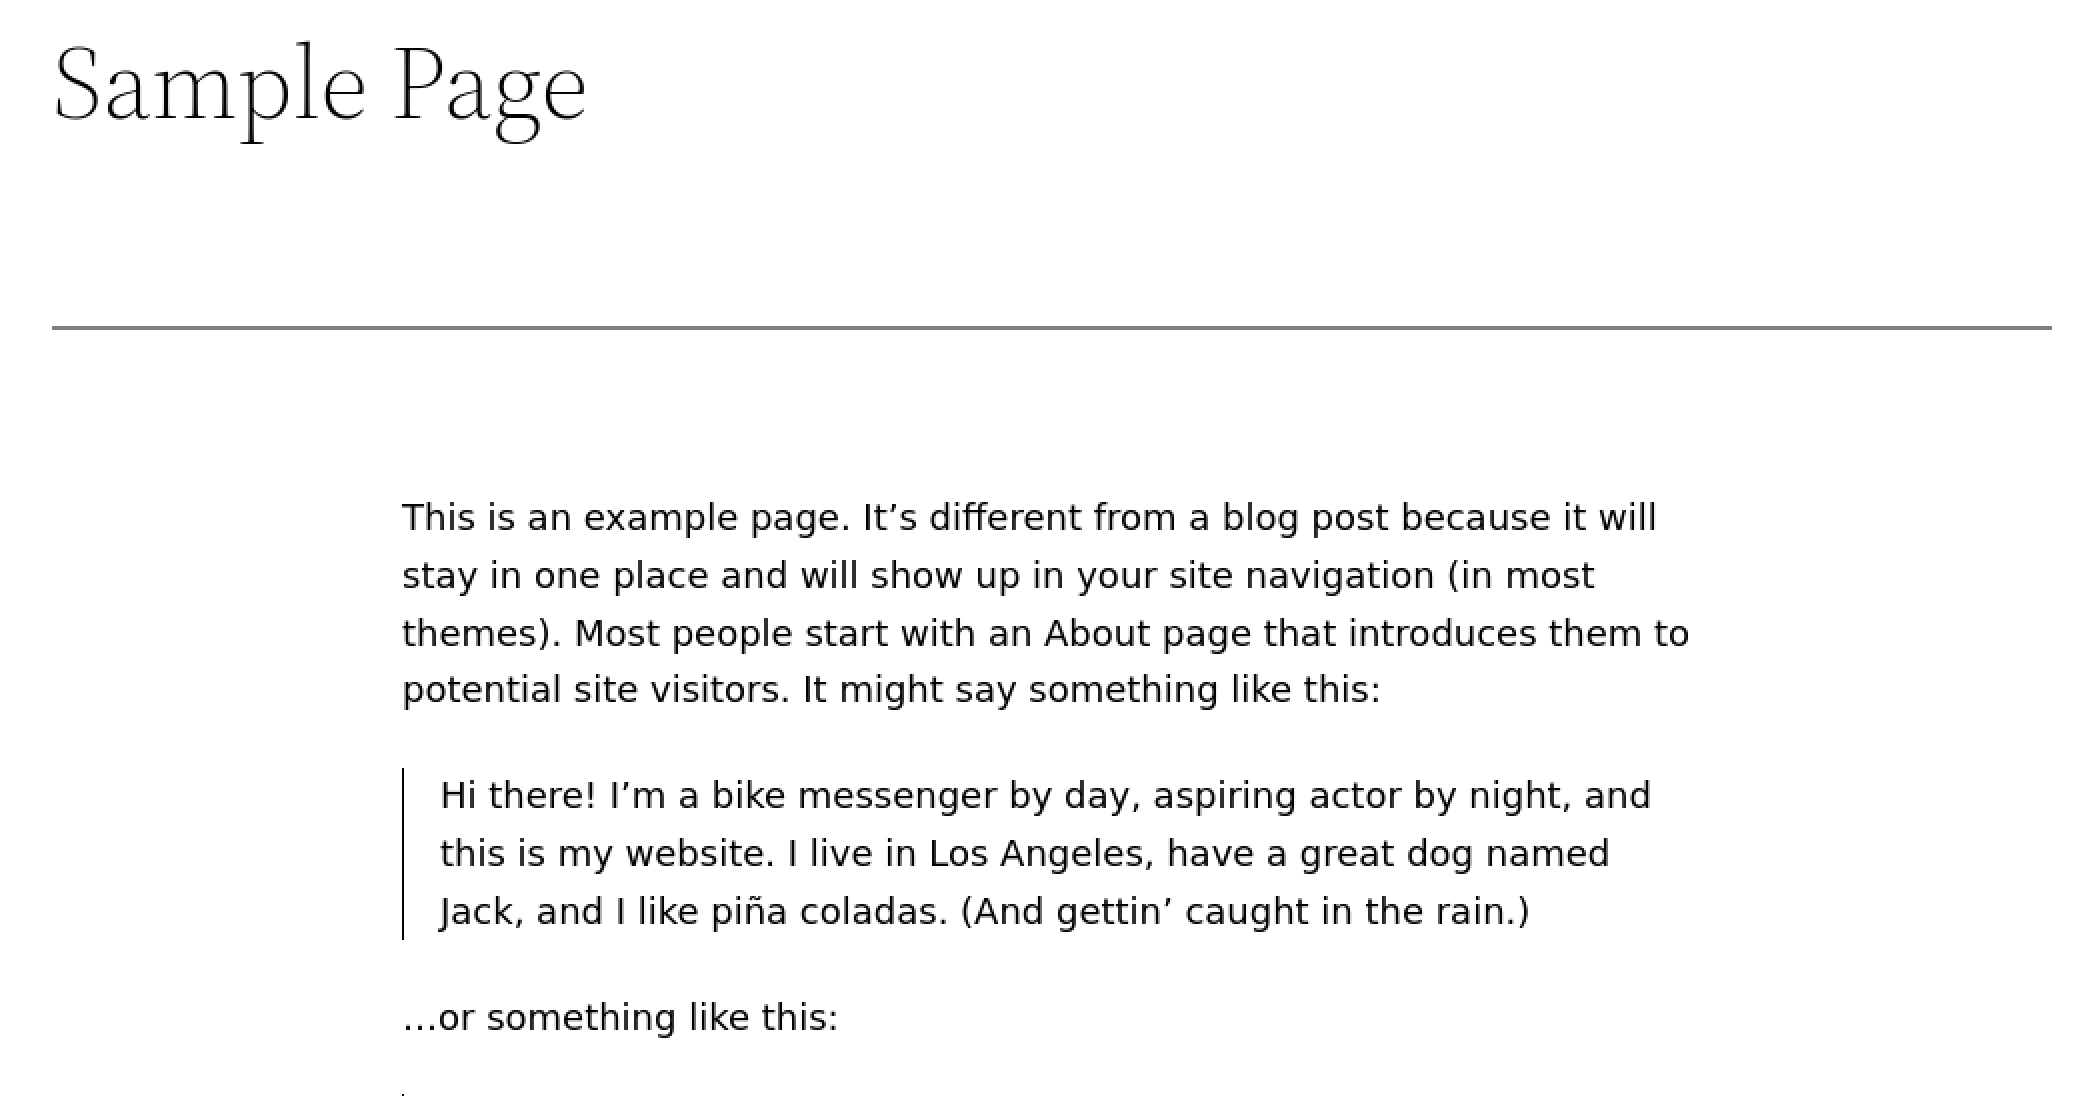 Sample Page
This is an example page. It’s different from a blog post because it will
stay in one place and will show up in your site navigation (in most
themes). Most people start with an About page that introduces them to
potential site visitors. It might say something like this:
Hi there! I’m a bike messenger by day, aspiring actor by night, and
this is my website. I live in Los Angeles, have a great dog named
Jack, and I like piña coladas. (And gettin’ caught in the rain.)
…or something like this: